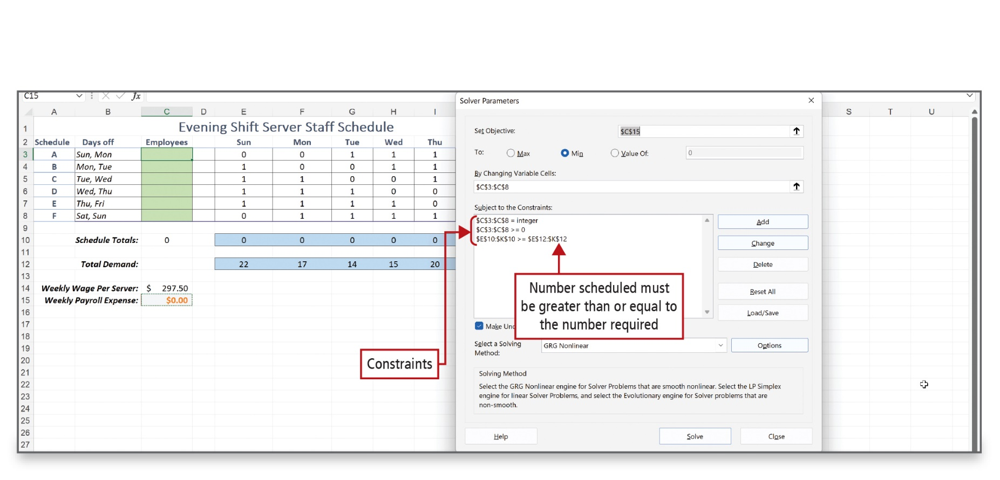 C15 fx
A B C D E F G H I
1 Evening Shift Server Staff Schedule
2 Schedule Days off Employees Sun Mon Tue Wed Thu
3 A Sun, Mon 0 0 1 1 1
4 B Mon, Tue 1 0 0 1 1
5 C Tue, Wed 1 1 0 0 1
6 D Wed, Thu 1 1 1 0 0
7 E Thu, Fri 1 1 1 1 0
8 F Sat, Sun 0 1 1 1 1
9
10 Schedule Totals: 0 0 0 0 0 0
11
12 Total Demand: 22 17 14 15 20
13
14 Weekly Wage Per Server: $ 297.50
15 Weekly Payroll Expense: $0.00
16
17
18
19
20
21
22
23
24
25
26
27
Constraints
Solver Parameters
Set Objective: $C$15
To: Max Min Value Of: 0
By Changing Variable Cells:
$C$3:$C$8
Subject to the Constraints:
$C$3:$C$8 = integer
$C$3:$C$8 >= 0
$E$10:$K$10 >= $E$12:$K$12
Add
Change
Delete
Reset All
Load/Save
Number scheduled must
be greater than or equal to
the number required
Make Unc
Select a Solving
Method:
GRG Nonlinear
Options
Solving Method
Select the GRG Nonlinear engine for Solver Problems that are smooth nonlinear. Select the LP Simplex
engine for linear Solver Problems, and select the Evolutionary engine for Solver problems that are
non-smooth.
Help Solve Close
S T U